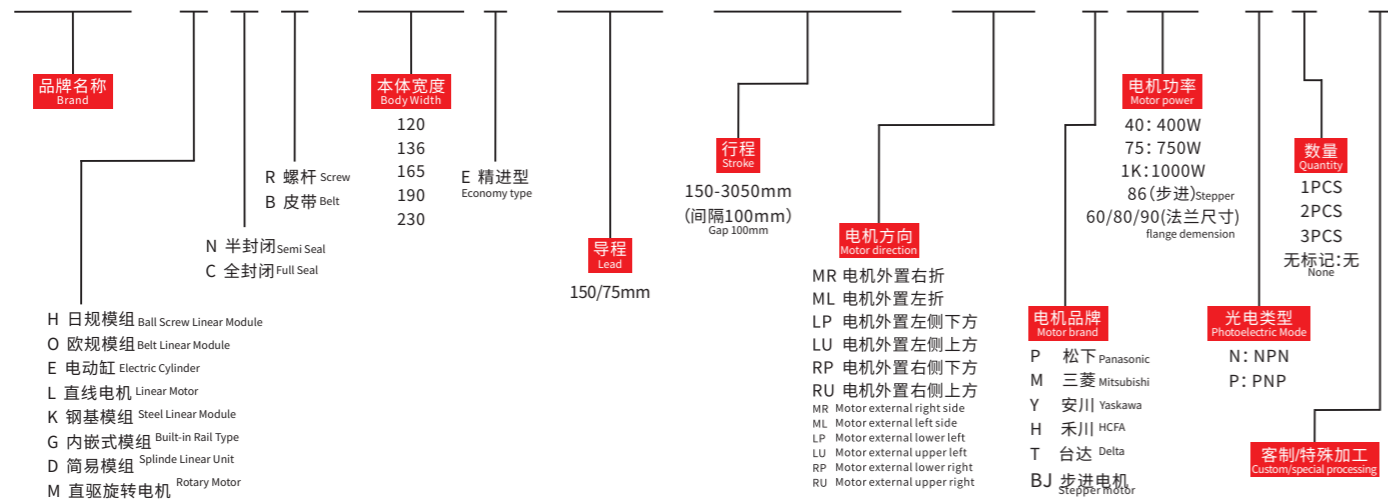 品牌名称
Brand
H 日规模组 Ball Screw Linear Module
O 欧规模组 Belt Linear Module
E 电动缸 Electric Cylinder
L 直线电机 Linear Motor
K 钢基模组 Steel Linear Module
G 内嵌式模组 Built-in Rail Type
D 简易模组 Splinde Linear Unit
M 直驱旋转电机 Rotary Motor
N 半封闭 Semi Seal
C 全封闭 Full Seal
R 螺杆 Screw
B 皮带 Belt
本体宽度
Body Width
120
136
165
190
230
E 精进型
Economy type
导程
Lead
150/75mm
行程
Stroke
150-3050mm
（间隔100mm）
Gap 100mm
电机方向
Motor direction
MR 电机外置右折
ML 电机外置左折
LP 电机外置左侧下方
LU 电机外置左侧上方
RP 电机外置右侧下方
RU 电机外置右侧上方
MR Motor external right side
ML Motor external left side
LP Motor external lower left
LU Motor external upper left
RP Motor external lower right
RU Motor external upper right
电机品牌
Motor brand
P 松下 Panasonic
M 三菱 Mitsubishi
Y 安川 Yaskawa
H 禾川 HCFA
T 台达 Delta
BJ 步进电机
Stepper motor
电机功率
Motor power
40：400W
75：750W
1K：1000W
86（步进）Stepper
60/80/90(法兰尺寸)
flange demension
光电类型
Photoelectric Mode
N：NPN
P：PNP
数量
Quantity
1PCS
2PCS
3PCS
无标记：无
None
客制/特殊加工
Custom/special processing